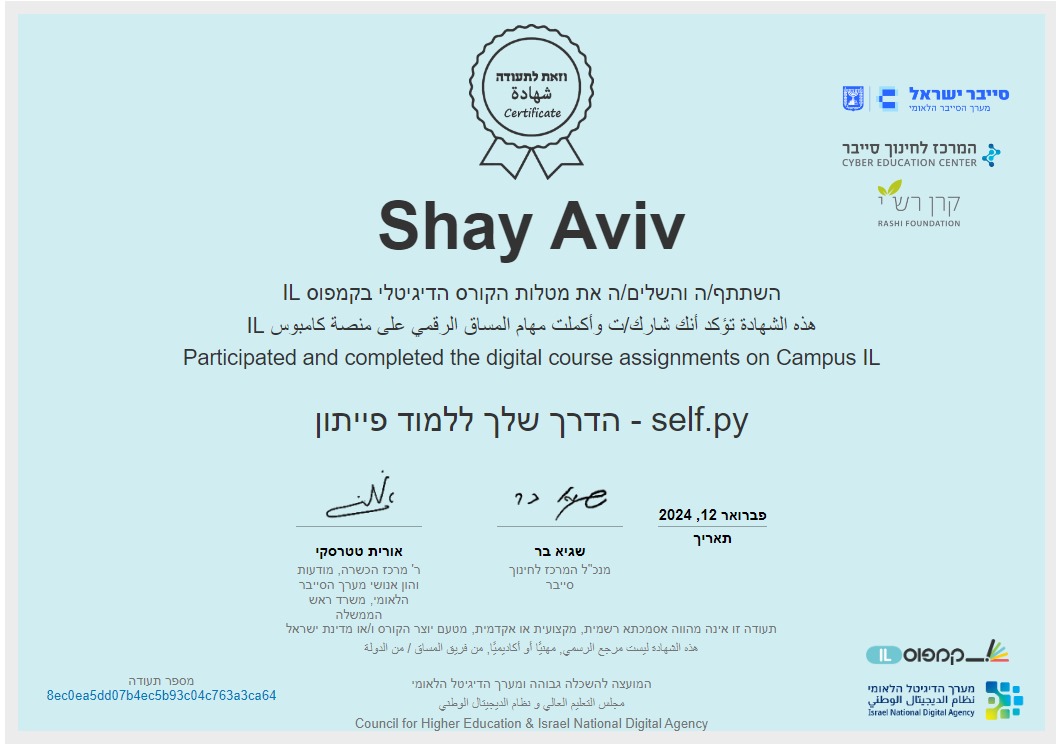 וזאת לתעודה
شهادة
Certificate
סייבר ישראל
מערך הסייבר הלאומי
המרכז לחינוך סייבר
CYBER EDUCATION CENTER
קרן רש"י
RASHI FOUNDATION
Shay Aviv
השתתף/ה והשלים/ה את מטלות הקורס הדיגיטלי בקמפוס IL
هذه الشهادة تؤكد أنك شارك/ت وأكملت مهام المساق الرقمي على منصة كامبوس IL
Participated and completed the digital course assignments on Campus IL
self.py - הדרך שלך ללמוד פייתון
שגיא בר
פברואר 12, 2024
תאריך
שגיא בר
מנכ"ל המרכז לחינוך
סייבר
אורית טטרסקי
ר' מרכז הכשרה, מודעות
והון אנושי מערך הסייבר
הלאומי, משרד ראש
הממשלה
תעודה זו אינה מהווה אסמכתא רשמית, מקצועית או אקדמית, מטעם יוצר הקורס ו/או מדינת ישראל
هذه الشهادة ليست مرجع الرسمي, مهنيًا أو أكاديميًا, من فريق المساق / من الدولة
קמפוס IL
מספר תעודה
8ec0ea5dd07b4ec5b93c04c763a3ca64
המועצה להשכלה גבוהה ומערך הדיגיטל הלאומי
مجلس التعليم العالي و نظام الديجيتال الوطني
Council for Higher Education & Israel National Digital Agency
מערך הדיגיטל הלאומי
نظام الديجيتال الوطني
Israel National Digital Agency